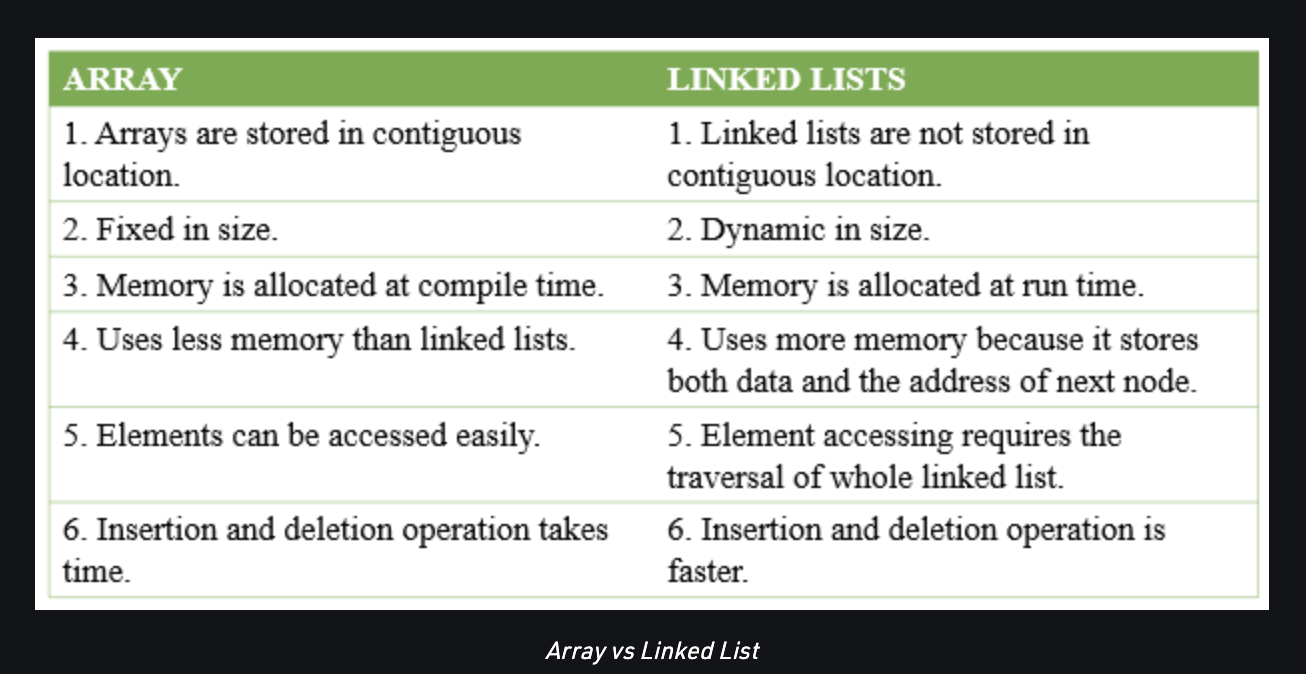 ARRAY
LINKED LISTS
1. Arrays are stored in contiguous
location.
1. Linked lists are not stored in
contiguous location.
2. Fixed in size.
2. Dynamic in size.
3. Memory is allocated at compile time.
3. Memory is allocated at run time.
4. Uses less memory than linked lists.
4. Uses more memory because it stores
both data and the address of next node.
5. Elements can be accessed easily.
5. Element accessing requires the
traversal of whole linked list.
6. Insertion and deletion operation takes
time.
6. Insertion and deletion operation is
faster.
Array vs Linked List